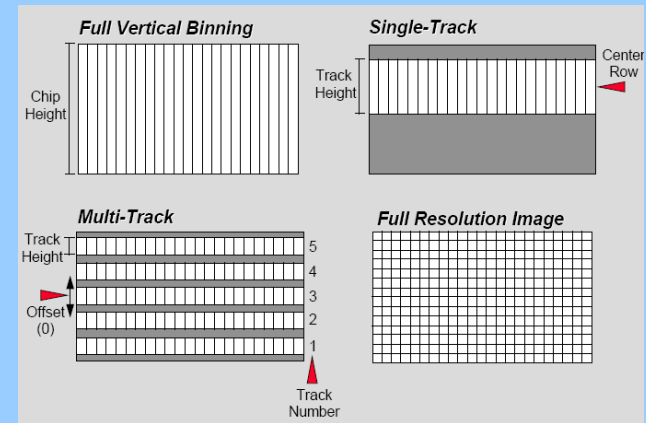 Full Vertical Binning
Chip
Height
Single-Track
Track
Height
Center
Row
Multi-Track
Track
Height
Offset
(0)
5
4
3
2
1
Track
Number
Full Resolution Image